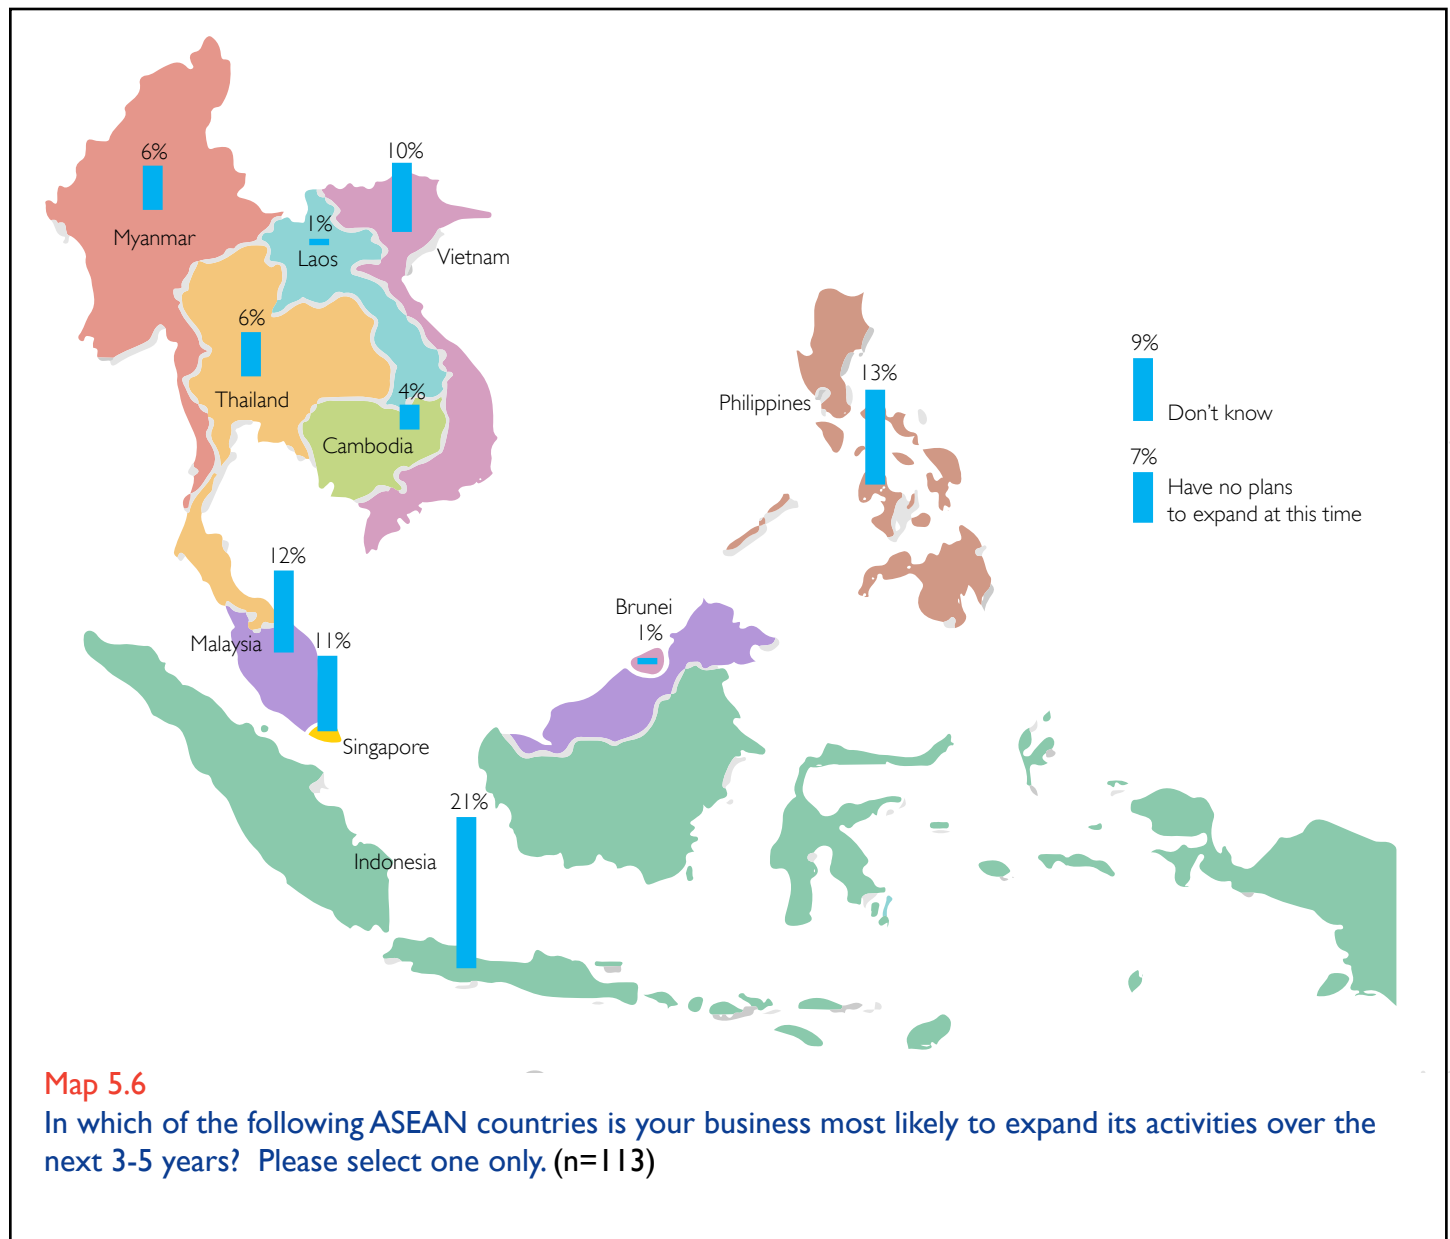 6%
Myanmar
10%
Vietnam
1%
Laos
6%
Thailand
4%
Cambodia
13%
Philippines
9%
Don't know
7%
Have no plans
to expand at this time
12%
Malaysia
11%
Singapore
Brunei
1%
21%
Indonesia
Map 5.6
In which of the following ASEAN countries is your business most likely to expand its activities over the
next 3-5 years?  Please select one only. (n=113)